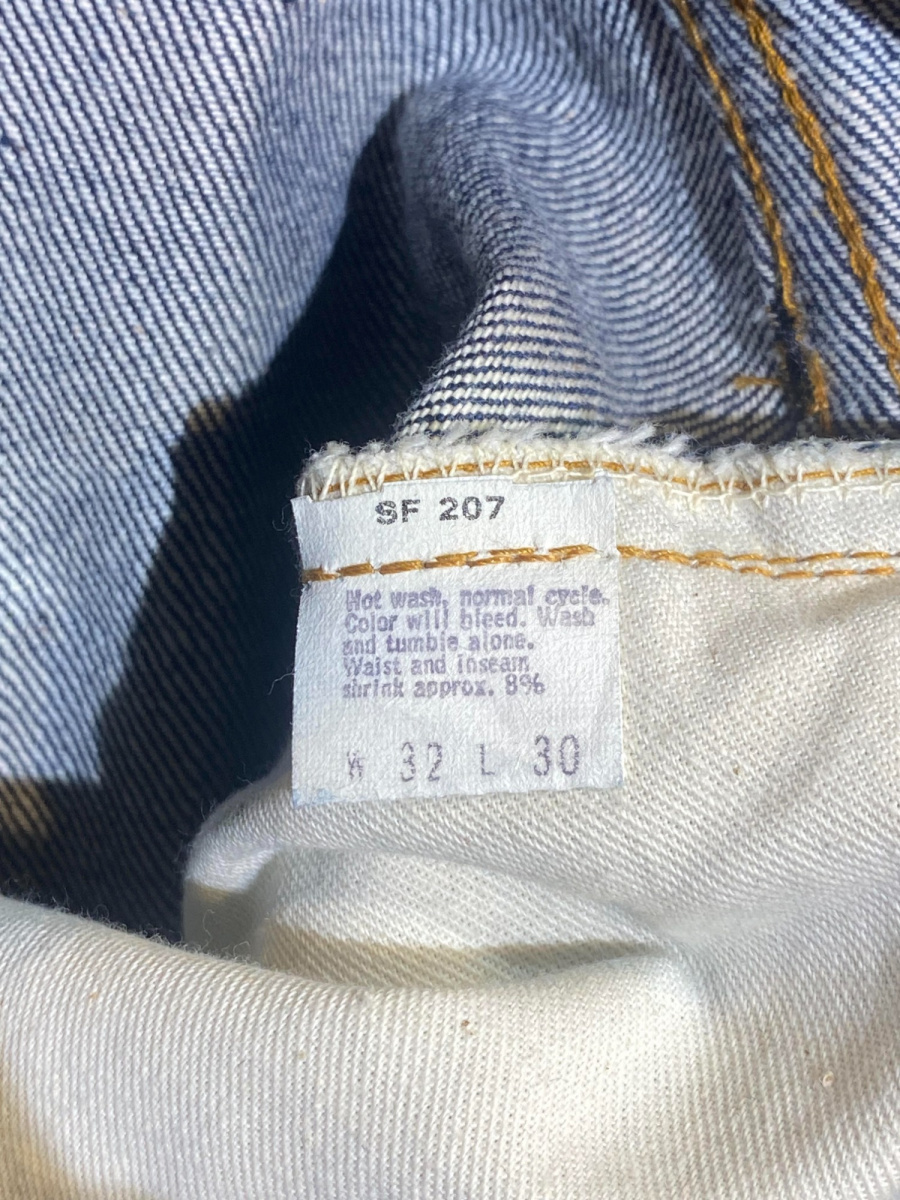 SF 207
Hot wash, normal cycle.
Color will bleed. Wash
and tumble alone.
Waist and inseam
shrink approx. 8%
W 32 L 30